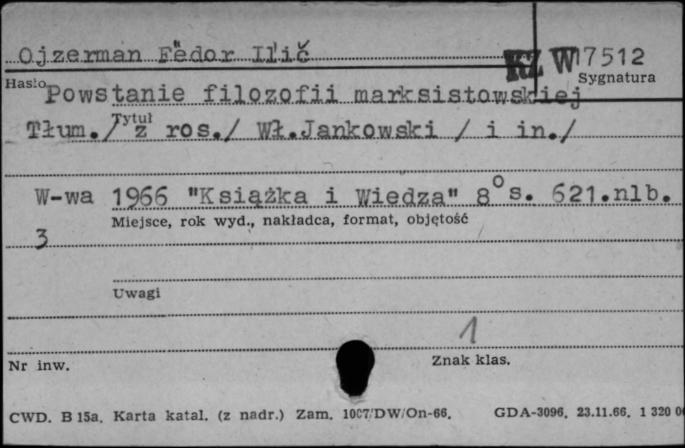 Ojzerman Fëdor Il'ič KZ W 17512
Hasło Sygnatura
Powstanie filozofii marksistowskiej
Tytuł
Tłum./ z ros./ Wł.Jankowski / i in./
W-wa 1966 "Książka i Wiedza" 8° s. 621.nlb.
Miejsce, rok wyd., nakładca, format, objętość
3
Uwagi
1
Nr inw. Znak klas.
CWD. B 15a. Karta katal. (z nadr.) Zam. 1007/DW/On-66. GDA-3096. 23.11.66. 1 320